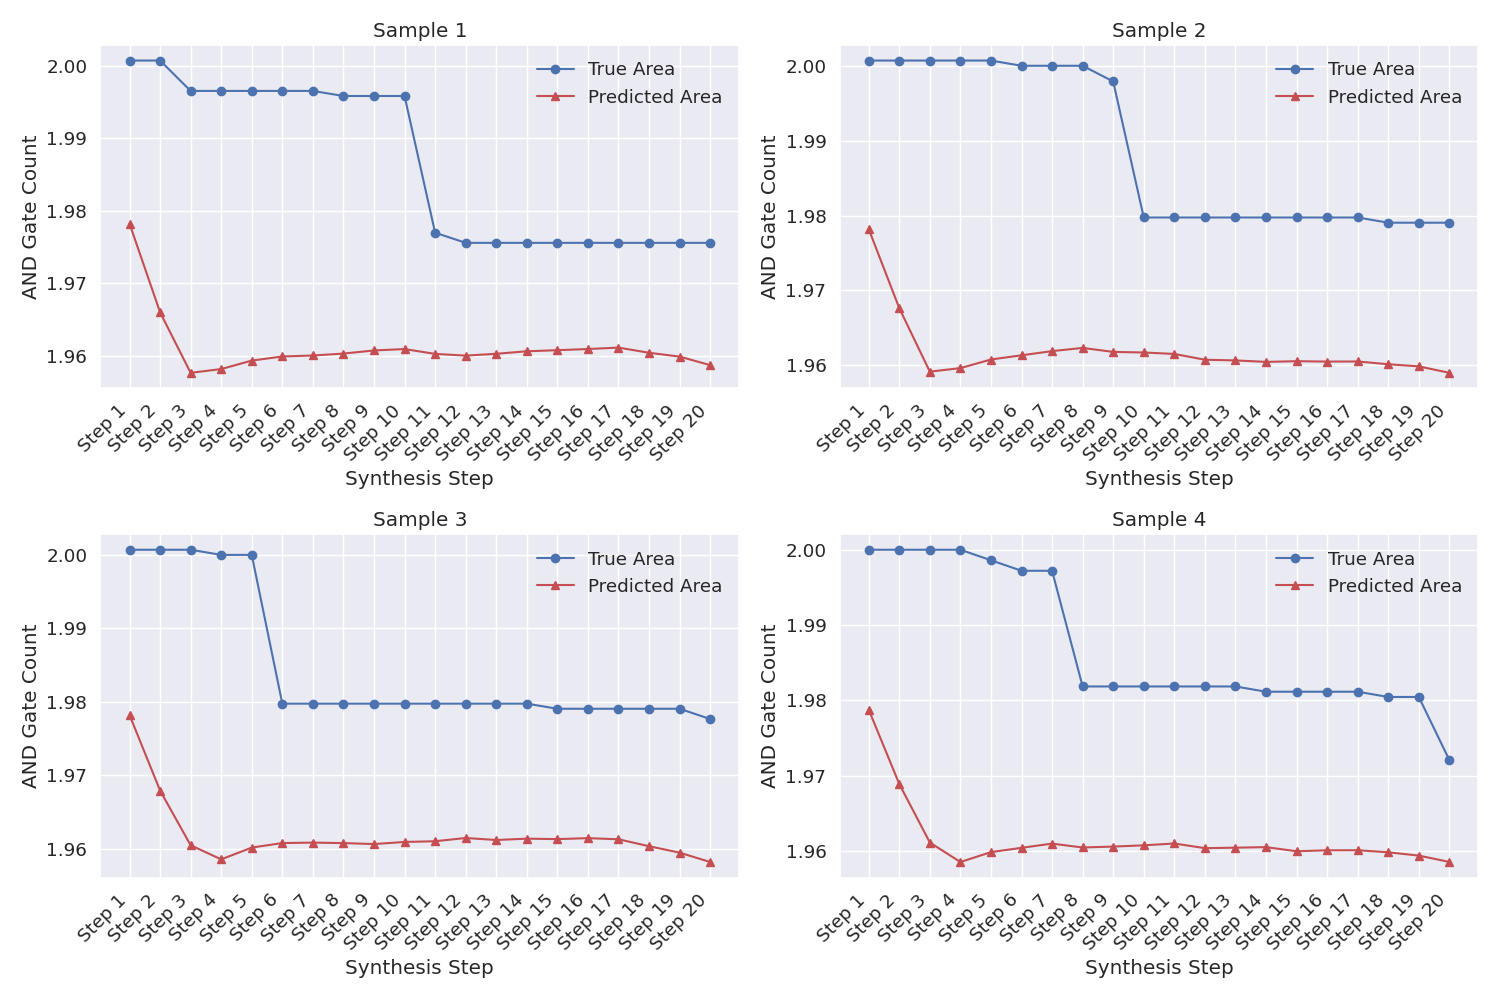 Sample 1
AND Gate Count
2.00
1.99
1.98
1.97
1.96
True Area
Predicted Area
Step 1
Step 2
Step 3
Step 4
Step 5
Step 6
Step 7
Step 8
Step 9
Step 10
Step 11
Step 12
Step 13
Step 14
Step 15
Step 16
Step 17
Step 18
Step 19
Step 20
Synthesis Step
Sample 2
AND Gate Count
2.00
1.99
1.98
1.97
1.96
True Area
Predicted Area
Step 1
Step 2
Step 3
Step 4
Step 5
Step 6
Step 7
Step 8
Step 9
Step 10
Step 11
Step 12
Step 13
Step 14
Step 15
Step 16
Step 17
Step 18
Step 19
Step 20
Synthesis Step
Sample 3
AND Gate Count
2.00
1.99
1.98
1.97
1.96
True Area
Predicted Area
Step 1
Step 2
Step 3
Step 4
Step 5
Step 6
Step 7
Step 8
Step 9
Step 10
Step 11
Step 12
Step 13
Step 14
Step 15
Step 16
Step 17
Step 18
Step 19
Step 20
Synthesis Step
Sample 4
AND Gate Count
2.00
1.99
1.98
1.97
1.96
True Area
Predicted Area
Step 1
Step 2
Step 3
Step 4
Step 5
Step 6
Step 7
Step 8
Step 9
Step 10
Step 11
Step 12
Step 13
Step 14
Step 15
Step 16
Step 17
Step 18
Step 19
Step 20
Synthesis Step